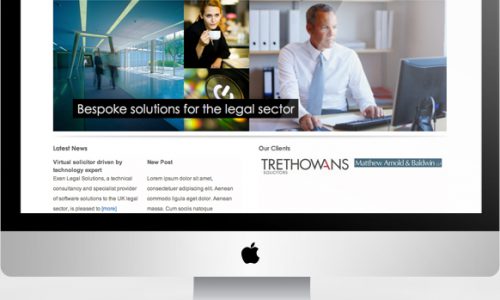 Bespoke solutions for the legal sector
Latest News
Our Clients
Virtual solicitor driven by
technology expert
Exen Legal Solutions, a technical
consultancy and specialist provider
of software solutions to the UK legal
sector, is pleased to [more]
New Post
Lorem ipsum dolor sit amet,
consectetuer adipiscing elit. Aenean
commodo ligula eget dolor. Aenean
massa. Cum sociis natoque
TRETHOWANS
SOLICITORS
Matthew Arnold & Baldwin